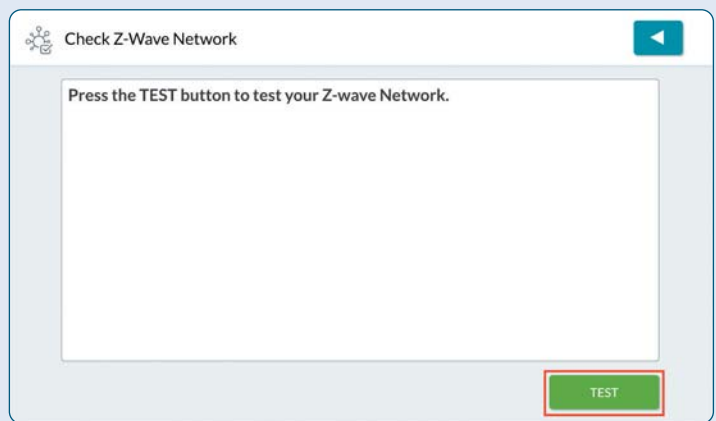 Check Z-Wave Network
Press the TEST button to test your Z-wave Network.
TEST